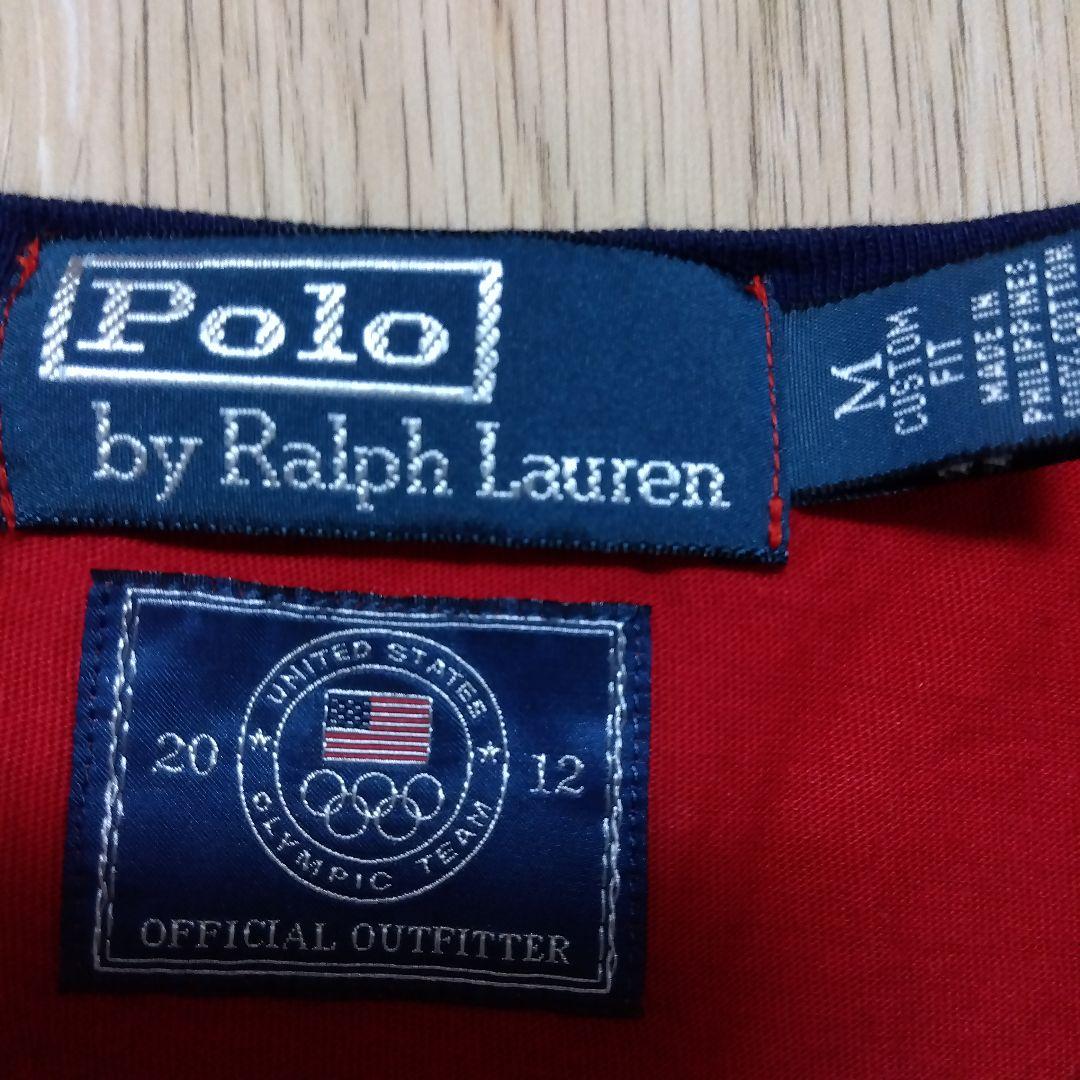 Polo
by Ralph Lauren
M
CUSTOM
FIT
MADE IN
PHILIPPINES
UNITED STATES
20 12
OLYMPIC TEAM
OFFICIAL OUTFITTER